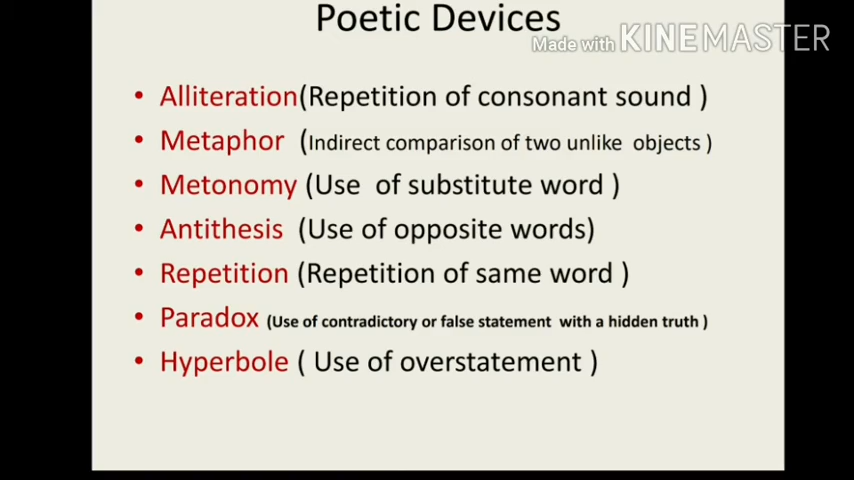 Poetic Devices
Made with KINEMASTER
• Alliteration(Repetition of consonant sound )
• Metaphor (Indirect comparison of two unlike objects )
• Metonomy (Use of substitute word )
• Antithesis (Use of opposite words)
• Repetition (Repetition of same word )
• Paradox (Use of contradictory or false statement with a hidden truth )
• Hyperbole ( Use of overstatement )